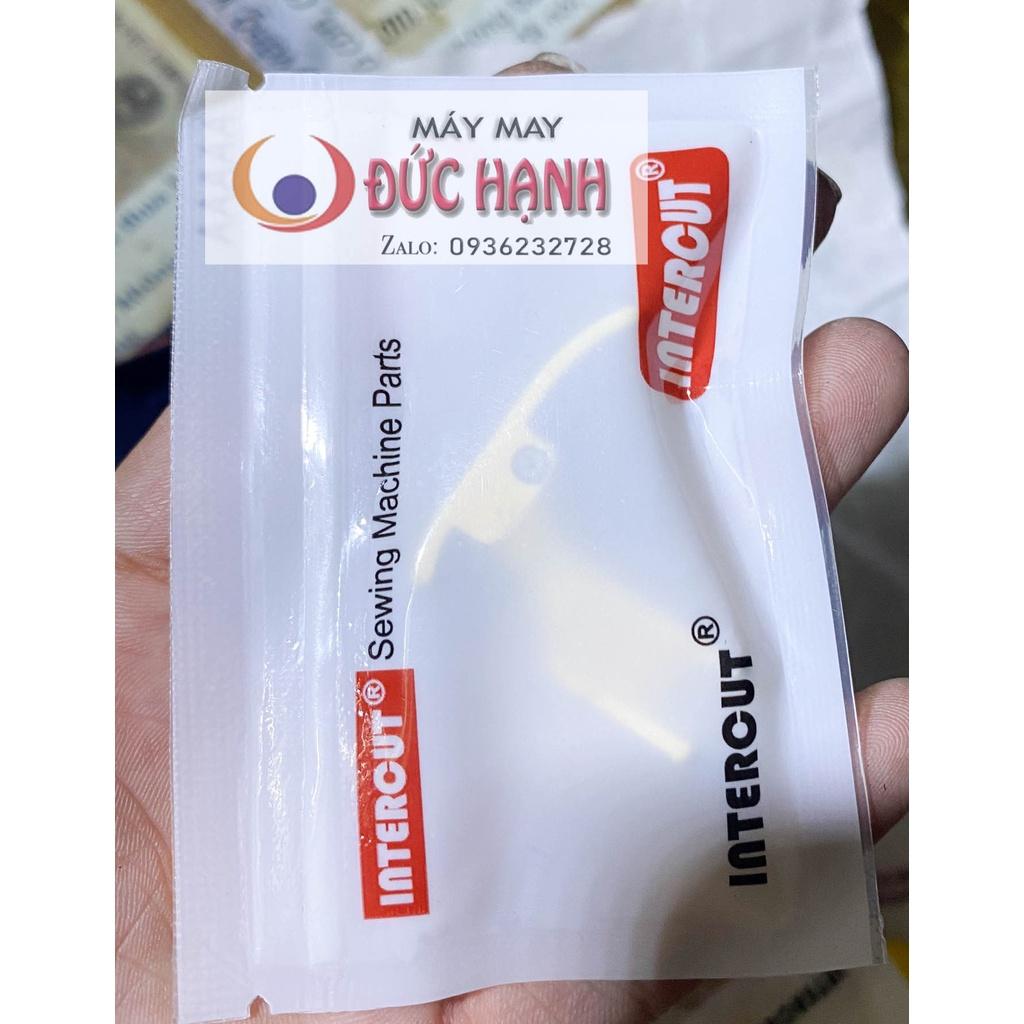 MÁY MAY
ĐỨC HẠNH
ZALO: 0936232728
INTERCUT®
INTERCUT® Sewing Machine Parts
INTERCUT®